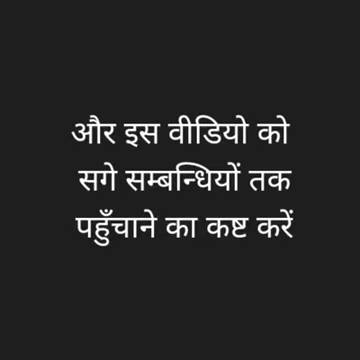 और इस वीडियो को
सगे सम्बन्धियों तक
पहुँचाने का कष्ट करें